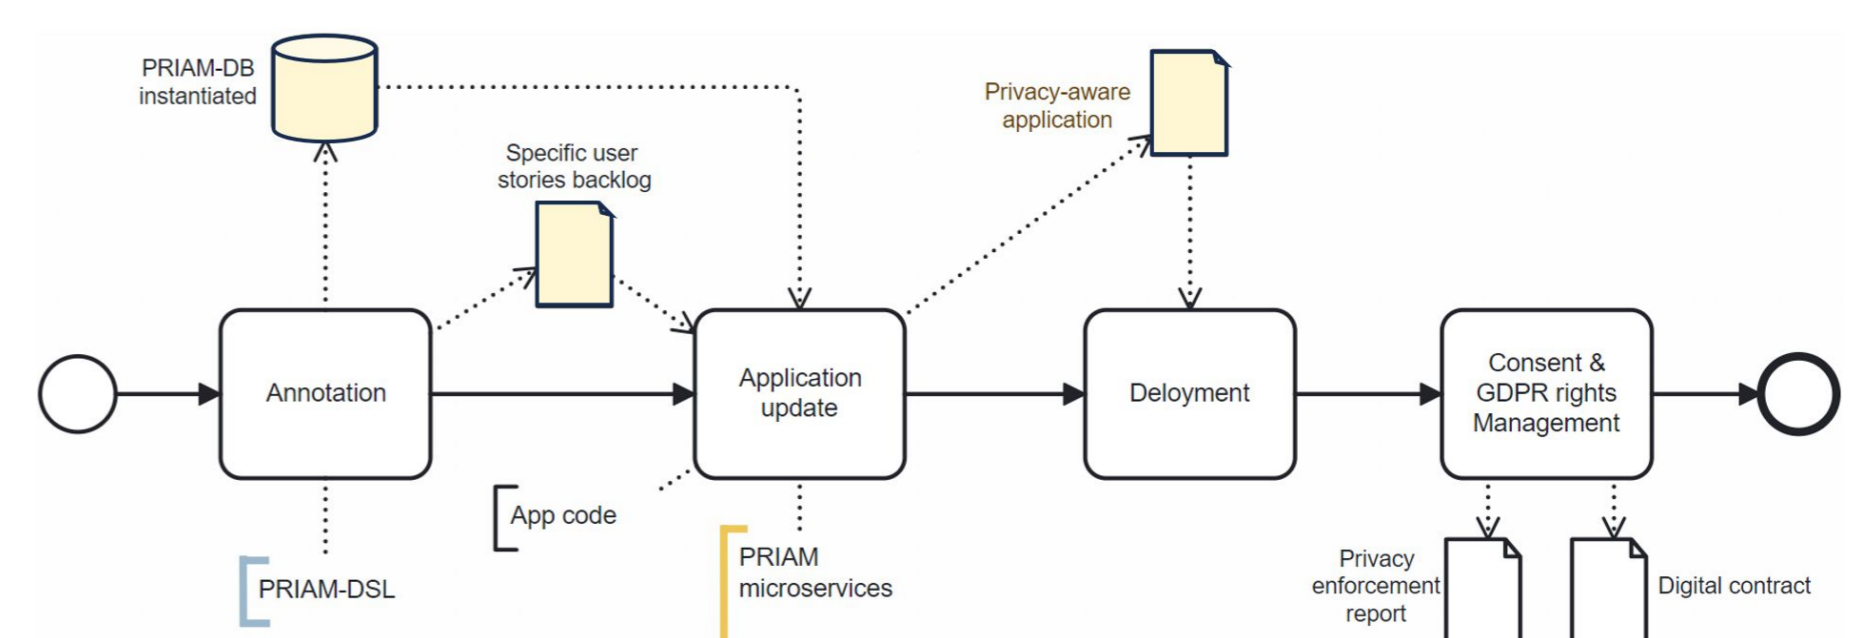 PRIAM-DB
instantiated
Specific user
stories backlog
Privacy-aware
application
Annotation
Application
update
Deloyment
Consent &
GDPR rights
Management
App code
PRIAM-DSL
PRIAM
microservices
Privacy
enforcement
report
Digital contract